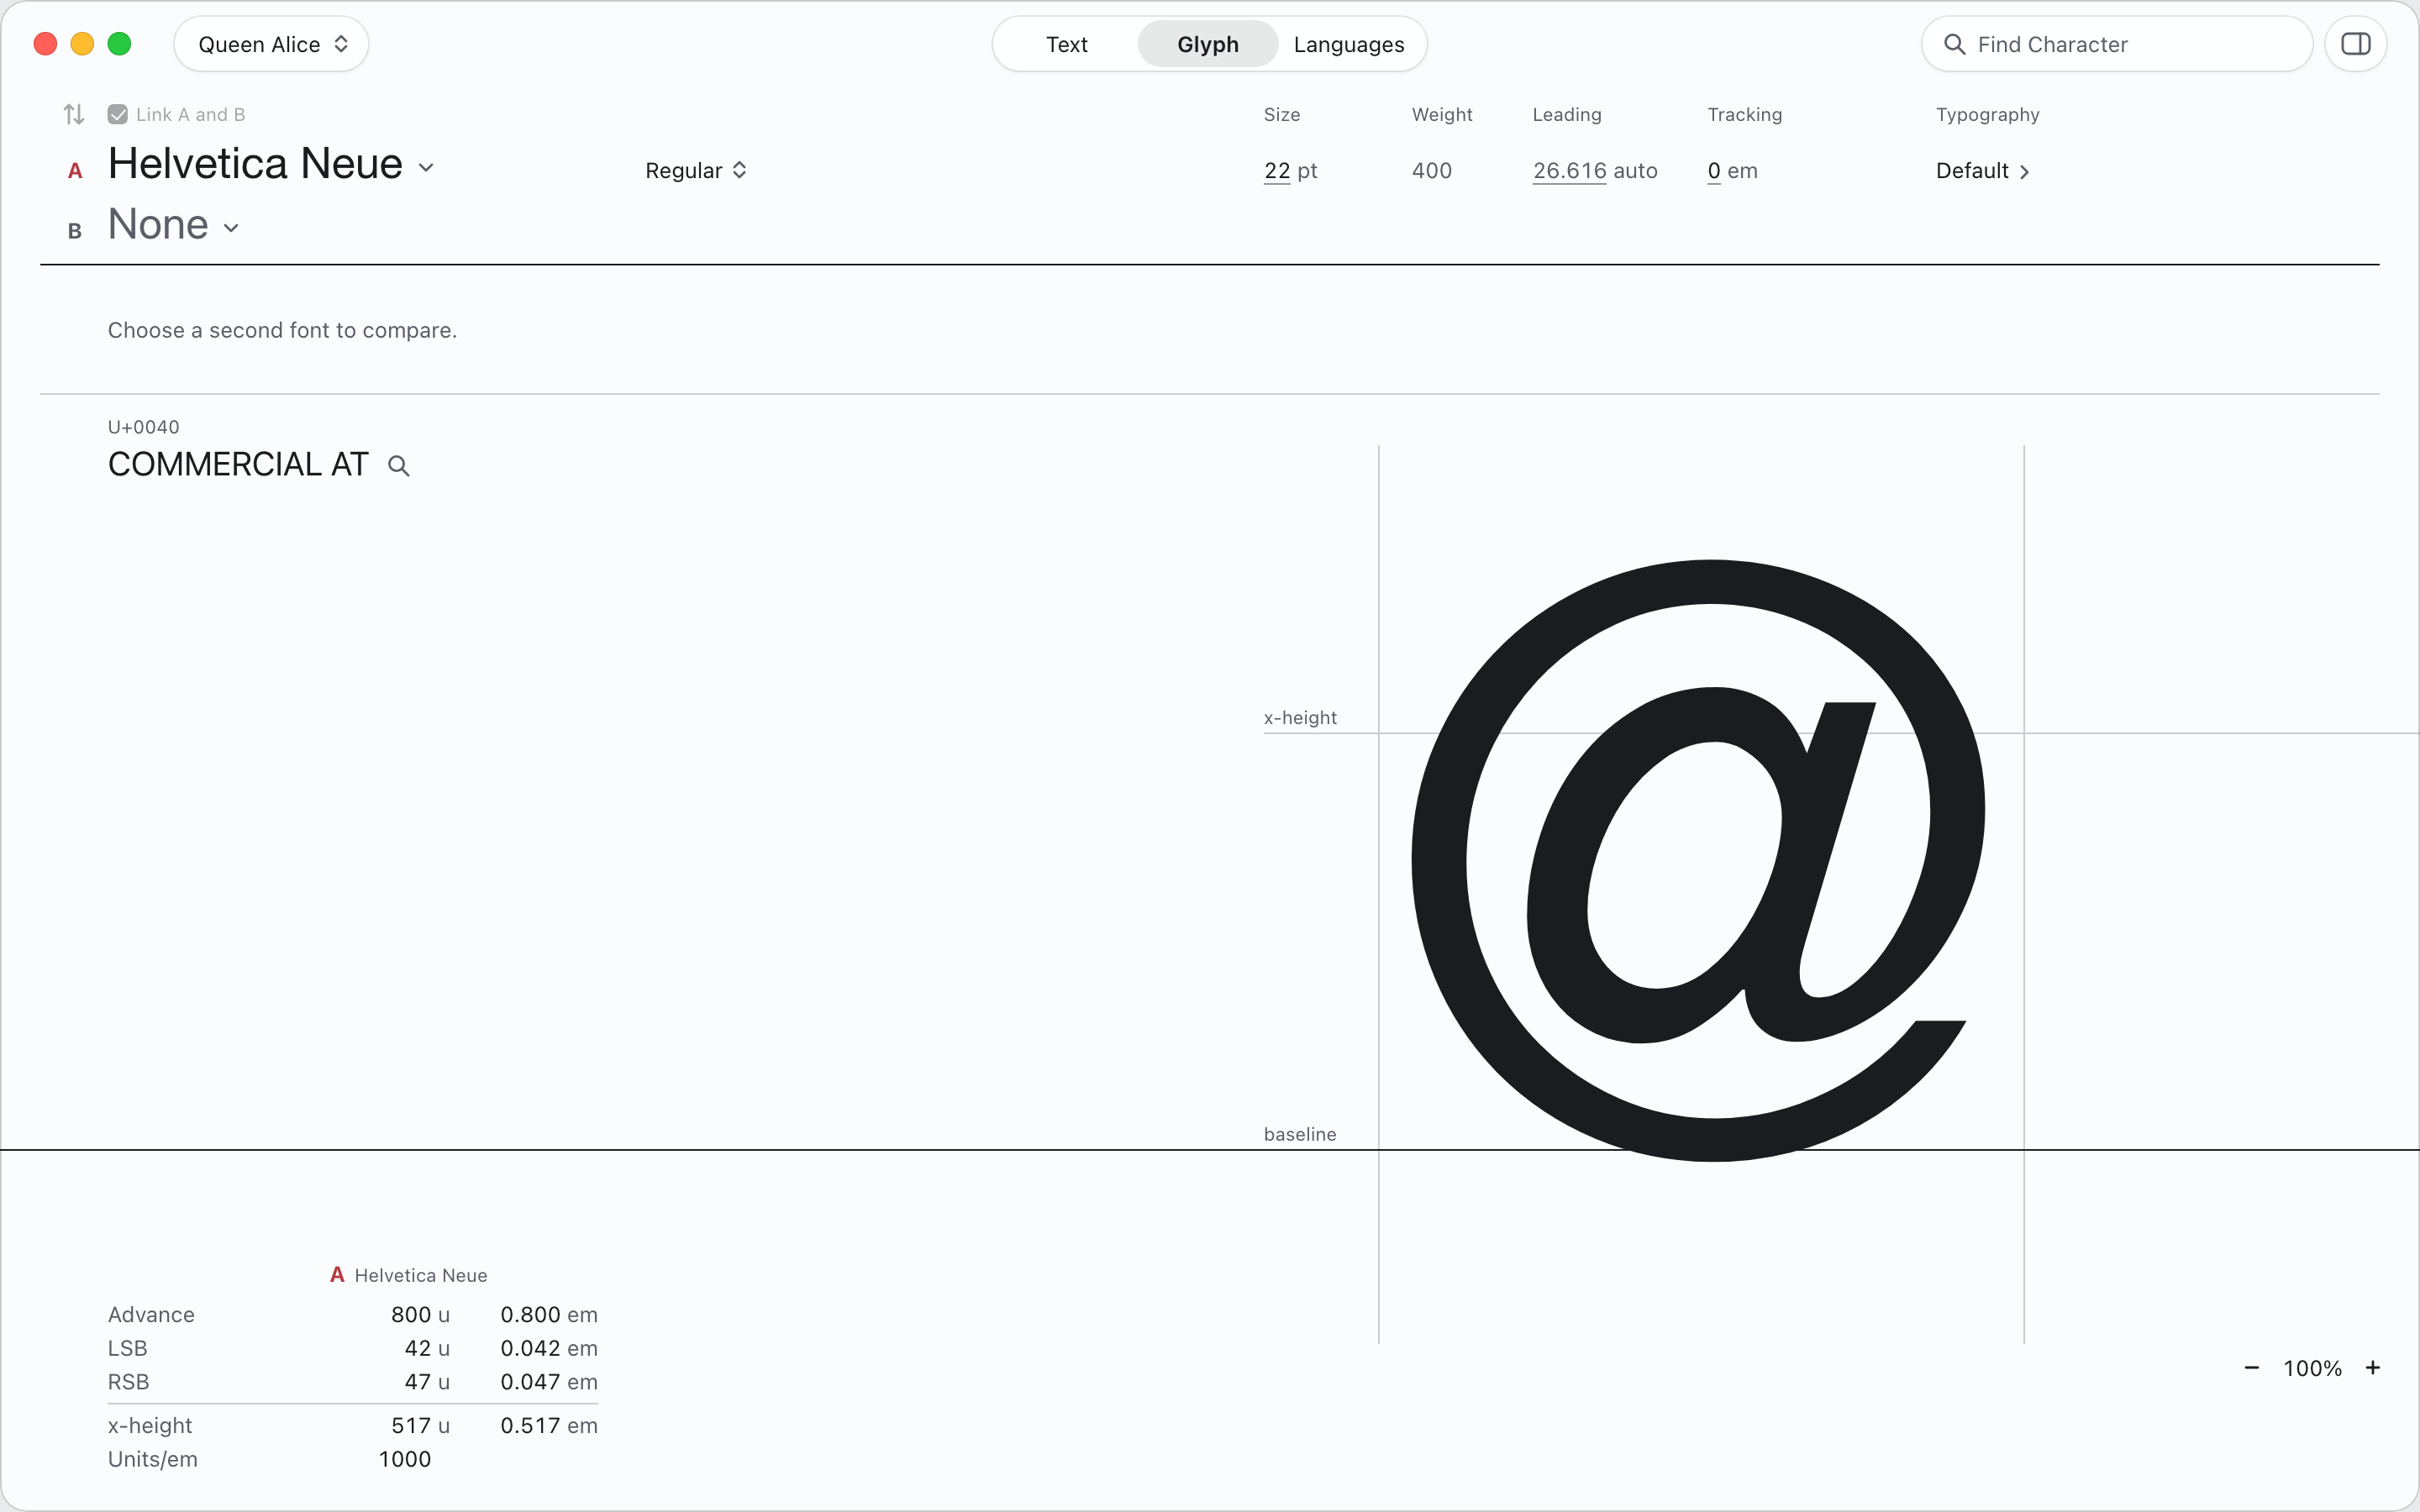 Queen Alice
Text Glyph Languages
Find Character
Link A and B
Size Weight Leading Tracking Typography
A Helvetica Neue Regular 22 pt 400 26.616 auto 0 em Default
B None
Choose a second font to compare.
U+0040
COMMERCIAL AT
@
x-height
baseline
A Helvetica Neue
Advance 800 u 0.800 em
LSB 42 u 0.042 em
RSB 47 u 0.047 em
x-height 517 u 0.517 em
Units/em 1000
− 100% +